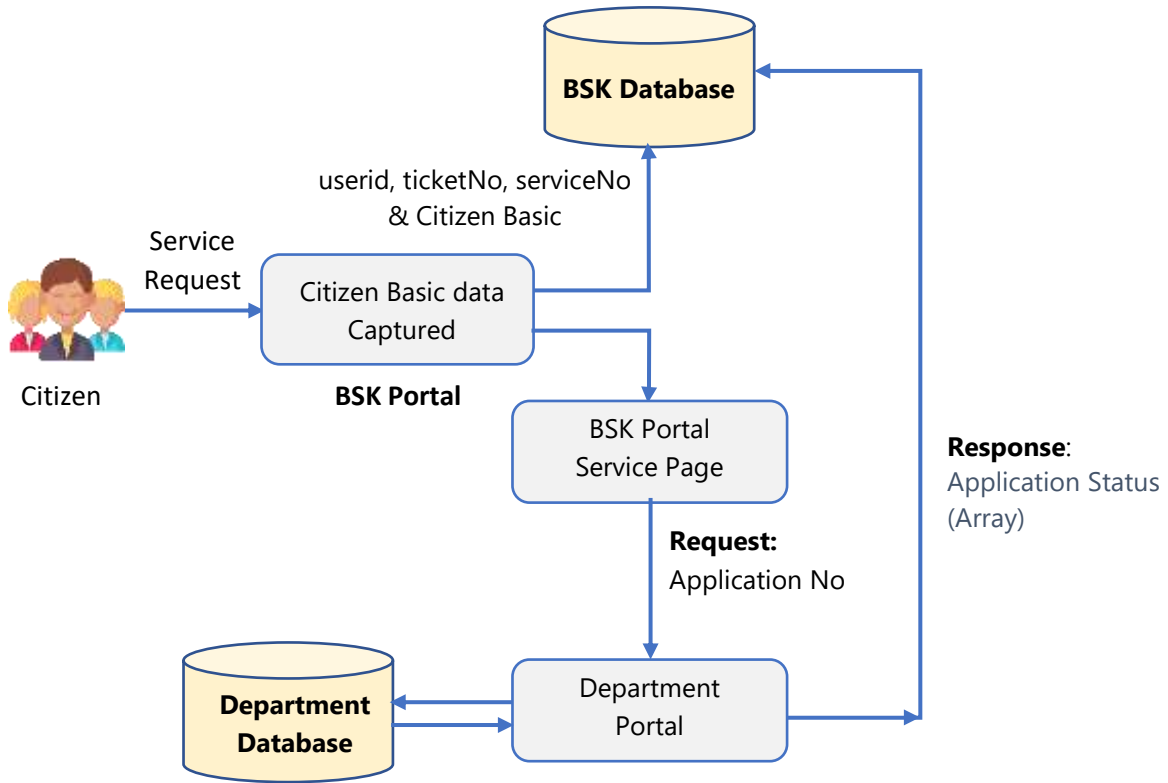 BSK Database
userid, ticketNo, serviceNo
& Citizen Basic
Service
Request
Citizen Basic data
Captured
Citizen
BSK Portal
BSK Portal
Service Page
Response:
Application Status
(Array)
Request:
Application No
Department
Database
Department
Portal